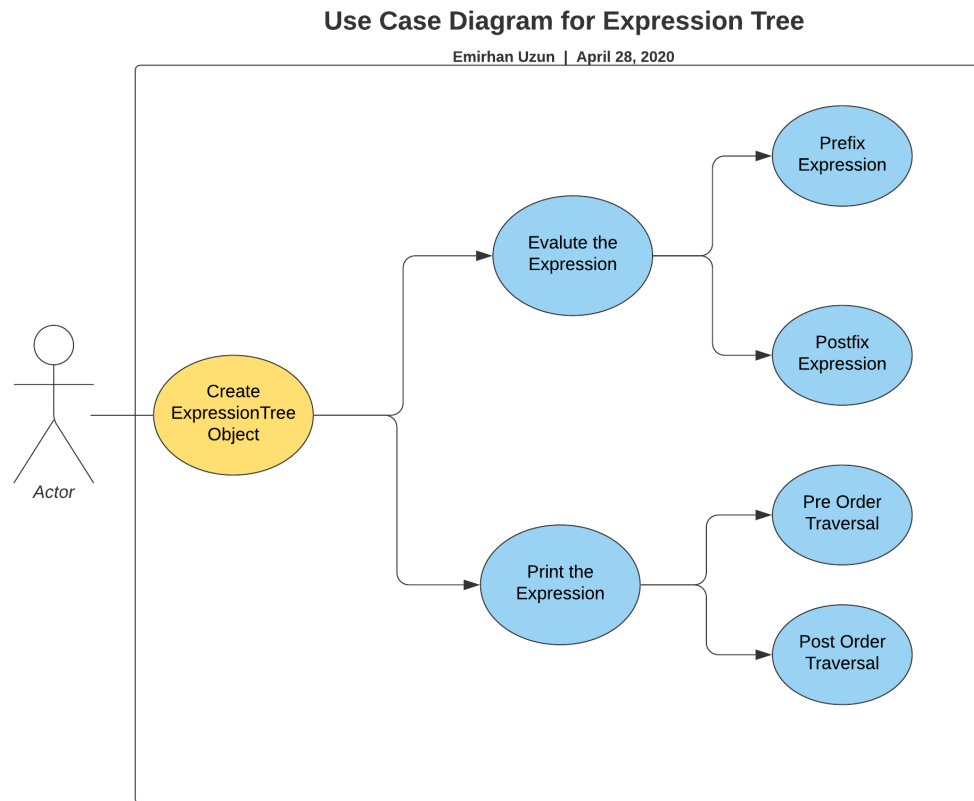 Use Case Diagram for Expression Tree
Emirhan Uzun | April 28, 2020
Prefix
Expression
Evalute the
Expression
Postfix
Expression
Create
ExpressionTree
Object
Actor
Pre Order
Traversal
Print the
Expression
Post Order
Traversal